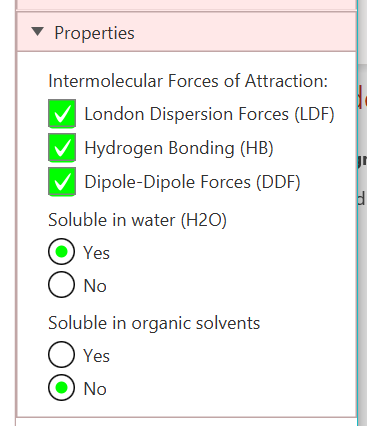 Properties
Intermolecular Forces of Attraction:
London Dispersion Forces (LDF)
Hydrogen Bonding (HB)
Dipole-Dipole Forces (DDF)
Soluble in water (H2O)
Yes
No
Soluble in organic solvents
Yes
No